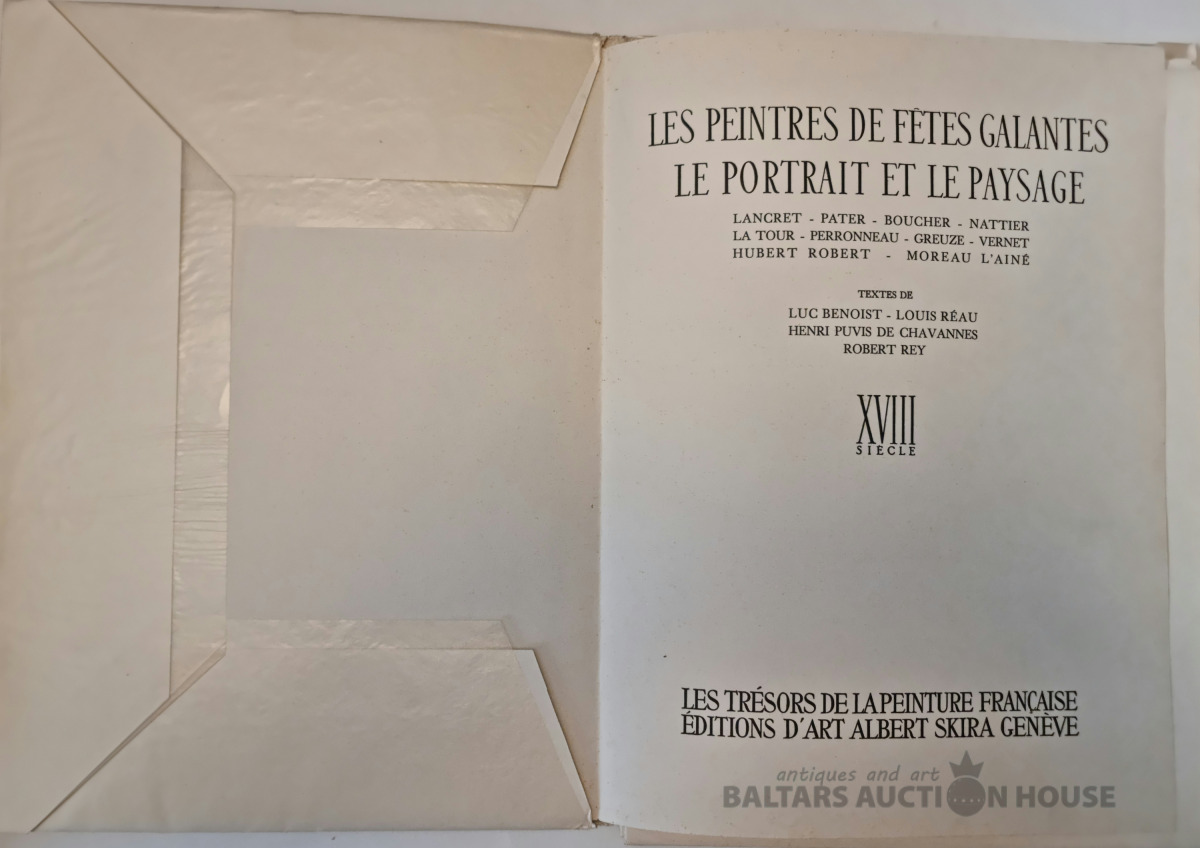 LES PEINTRES DE FÊTES GALANTES
LE PORTRAIT ET LE PAYSAGE
LANCRET - PATER - BOUCHER - NATTIER
LA TOUR - PERRONNEAU - GREUZE - VERNET
HUBERT ROBERT - MOREAU L'AINÉ
TEXTES DE
LUC BENOIST - LOUIS RÉAU
HENRI PUVIS DE CHAVANNES
ROBERT REY
XVIII
SIECLE
LES TRÉSORS DE LA PEINTURE FRANÇAISE
ÉDITIONS D'ART ALBERT SKIRA GENÈVE
antiques and art
BALTARS AUCTION HOUSE